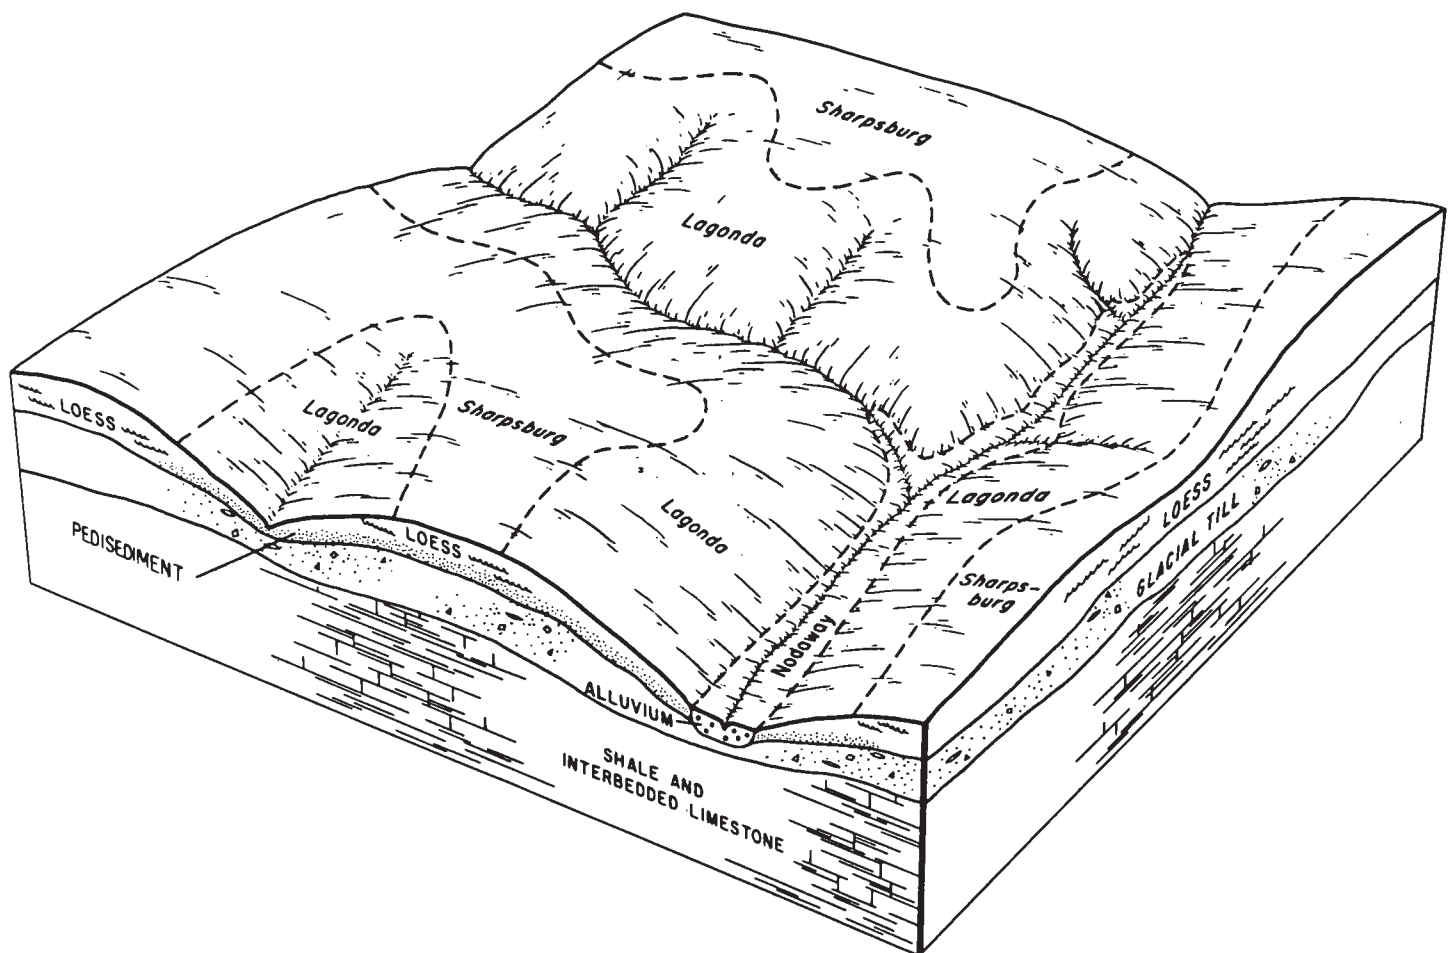 Sharpsburg
Lagonda
LOESS
Lagonda
Sharpsburg
Lagonda
Lagonda
LOESS
GLACIAL TILL
PEDISEDIMENT
LOESS
Sharps-
burg
Nodaway
ALLUVIUM
SHALE AND
INTERBEDDED LIMESTONE